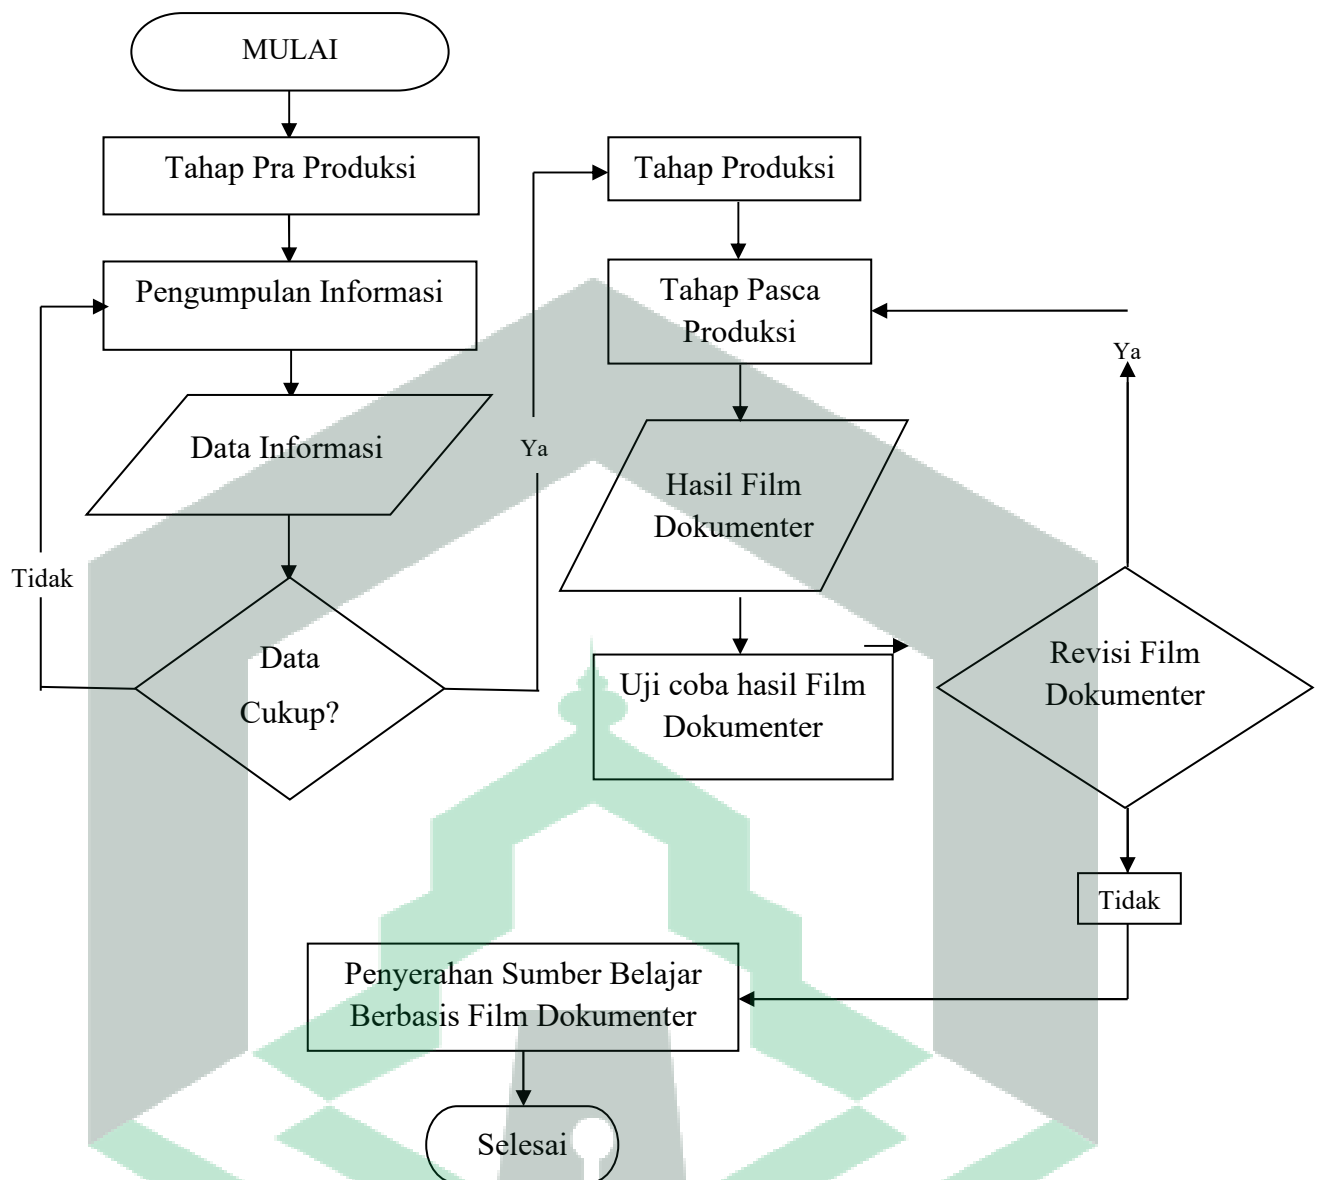 MULAI
Tahap Pra Produksi
Pengumpulan Informasi
Data Informasi
Tidak
Data
Cukup?
Ya
Tahap Produksi
Tahap Pasca
Produksi
Hasil Film
Dokumenter
Uji coba hasil Film
Dokumenter
Ya
Revisi Film
Dokumenter
Tidak
Penyerahan Sumber Belajar
Berbasis Film Dokumenter
Selesai